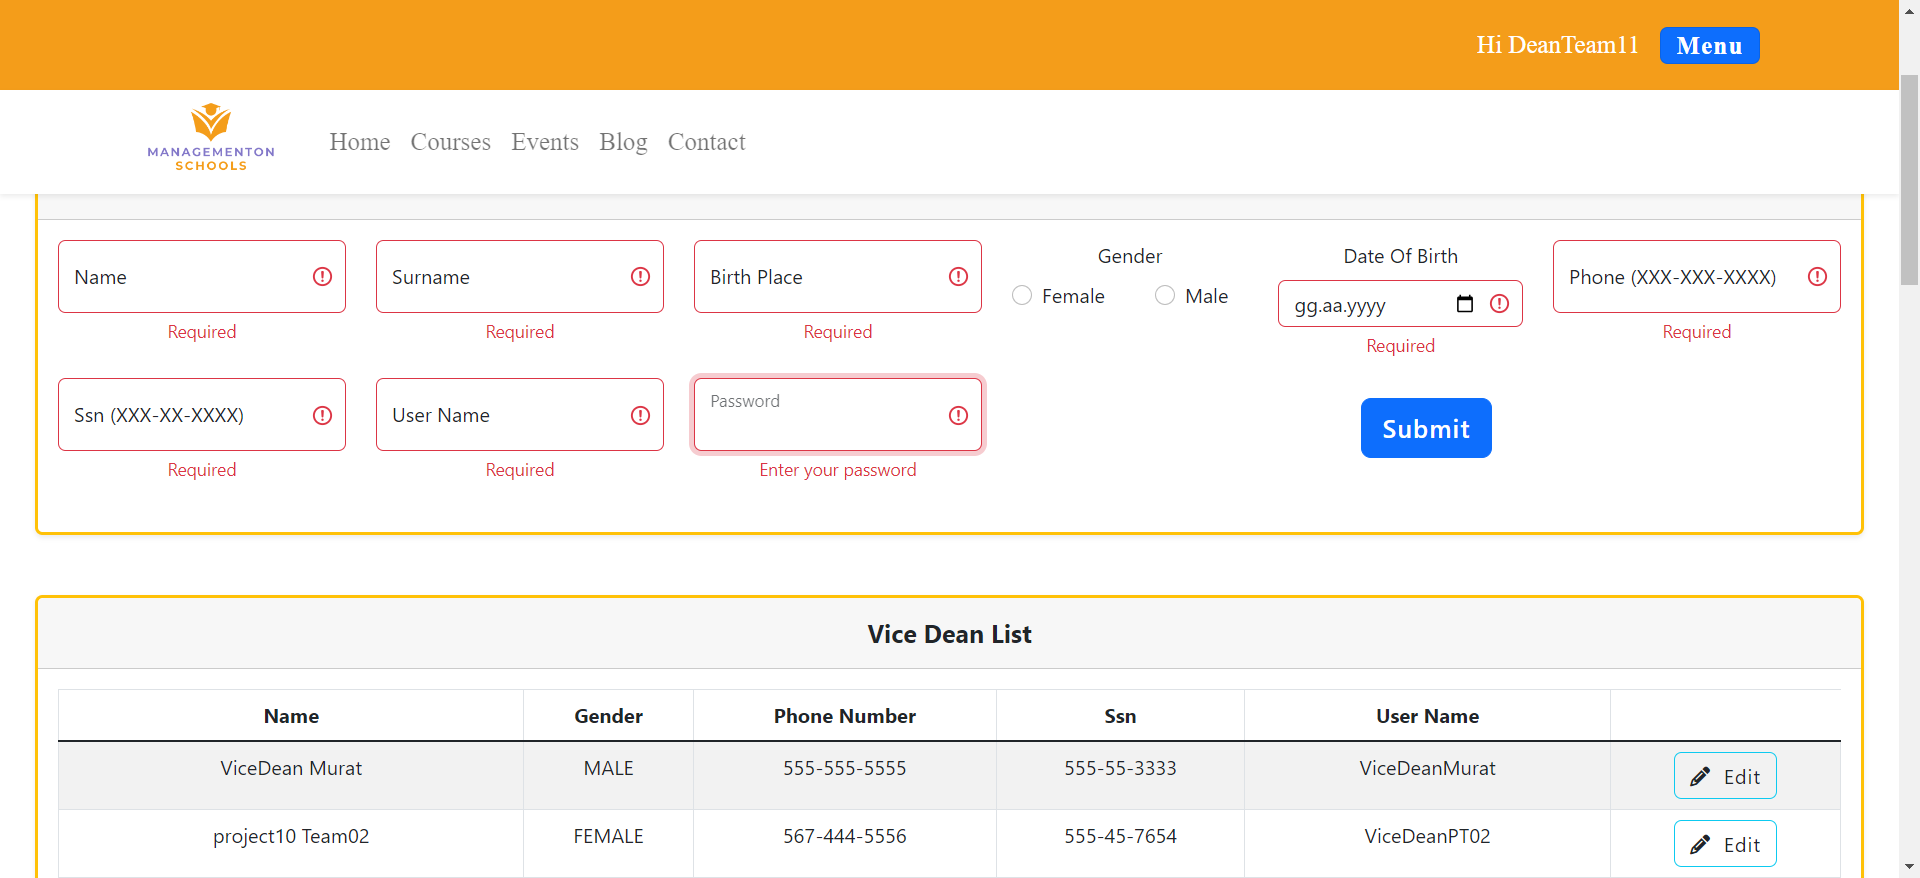 Hi DeanTeam11 Menu
MANAGEMENTON
SCHOOLS
Home Courses Events Blog Contact
Name Surname Birth Place Gender Female Male Date Of Birth gg.aa.yyyy Phone (XXX-XXX-XXXX)
Required Required Required Required Required
Ssn (XXX-XX-XXXX) User Name Password Submit
Required Required Enter your password
Vice Dean List
Name Gender Phone Number Ssn User Name
ViceDean Murat MALE 555-555-5555 555-55-3333 ViceDeanMurat Edit
project10 Team02 FEMALE 567-444-5556 555-45-7654 ViceDeanPT02 Edit